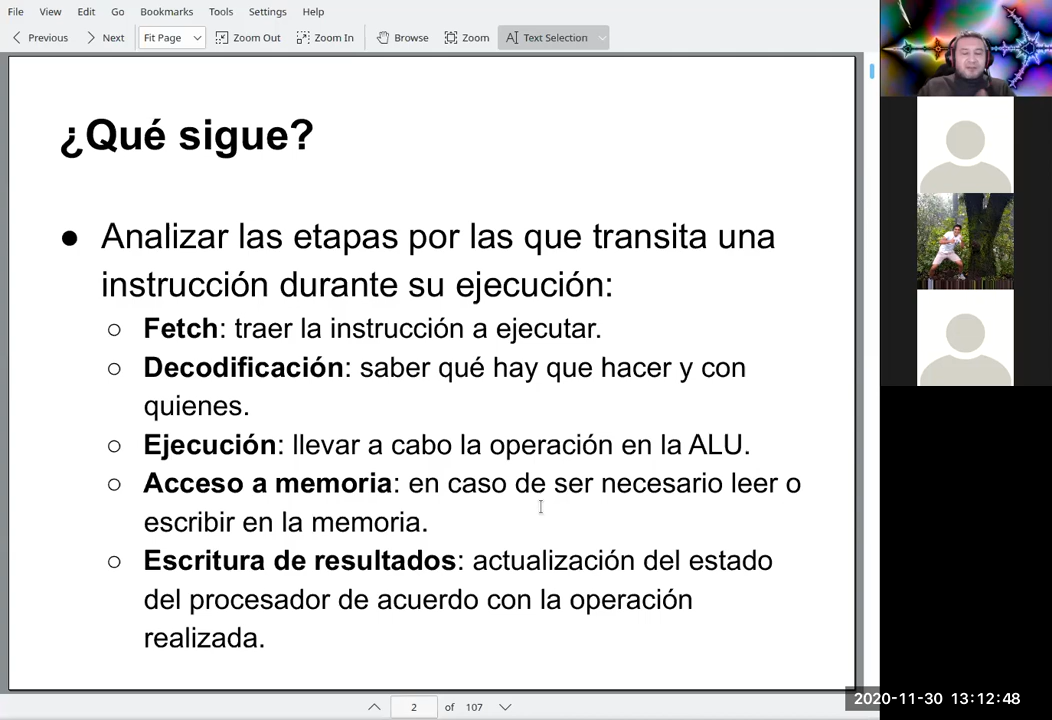 File View Edit Go Bookmarks Tools Settings Help
Previous Next Fit Page Zoom Out Zoom In Browse Zoom Text Selection
¿Qué sigue?
● Analizar las etapas por las que transita una
instrucción durante su ejecución:
○ Fetch: traer la instrucción a ejecutar.
○ Decodificación: saber qué hay que hacer y con
quienes.
○ Ejecución: llevar a cabo la operación en la ALU.
○ Acceso a memoria: en caso de ser necesario leer o
escribir en la memoria.
○ Escritura de resultados: actualización del estado
del procesador de acuerdo con la operación
realizada.
2 of 107
2020-11-30 13:12:48